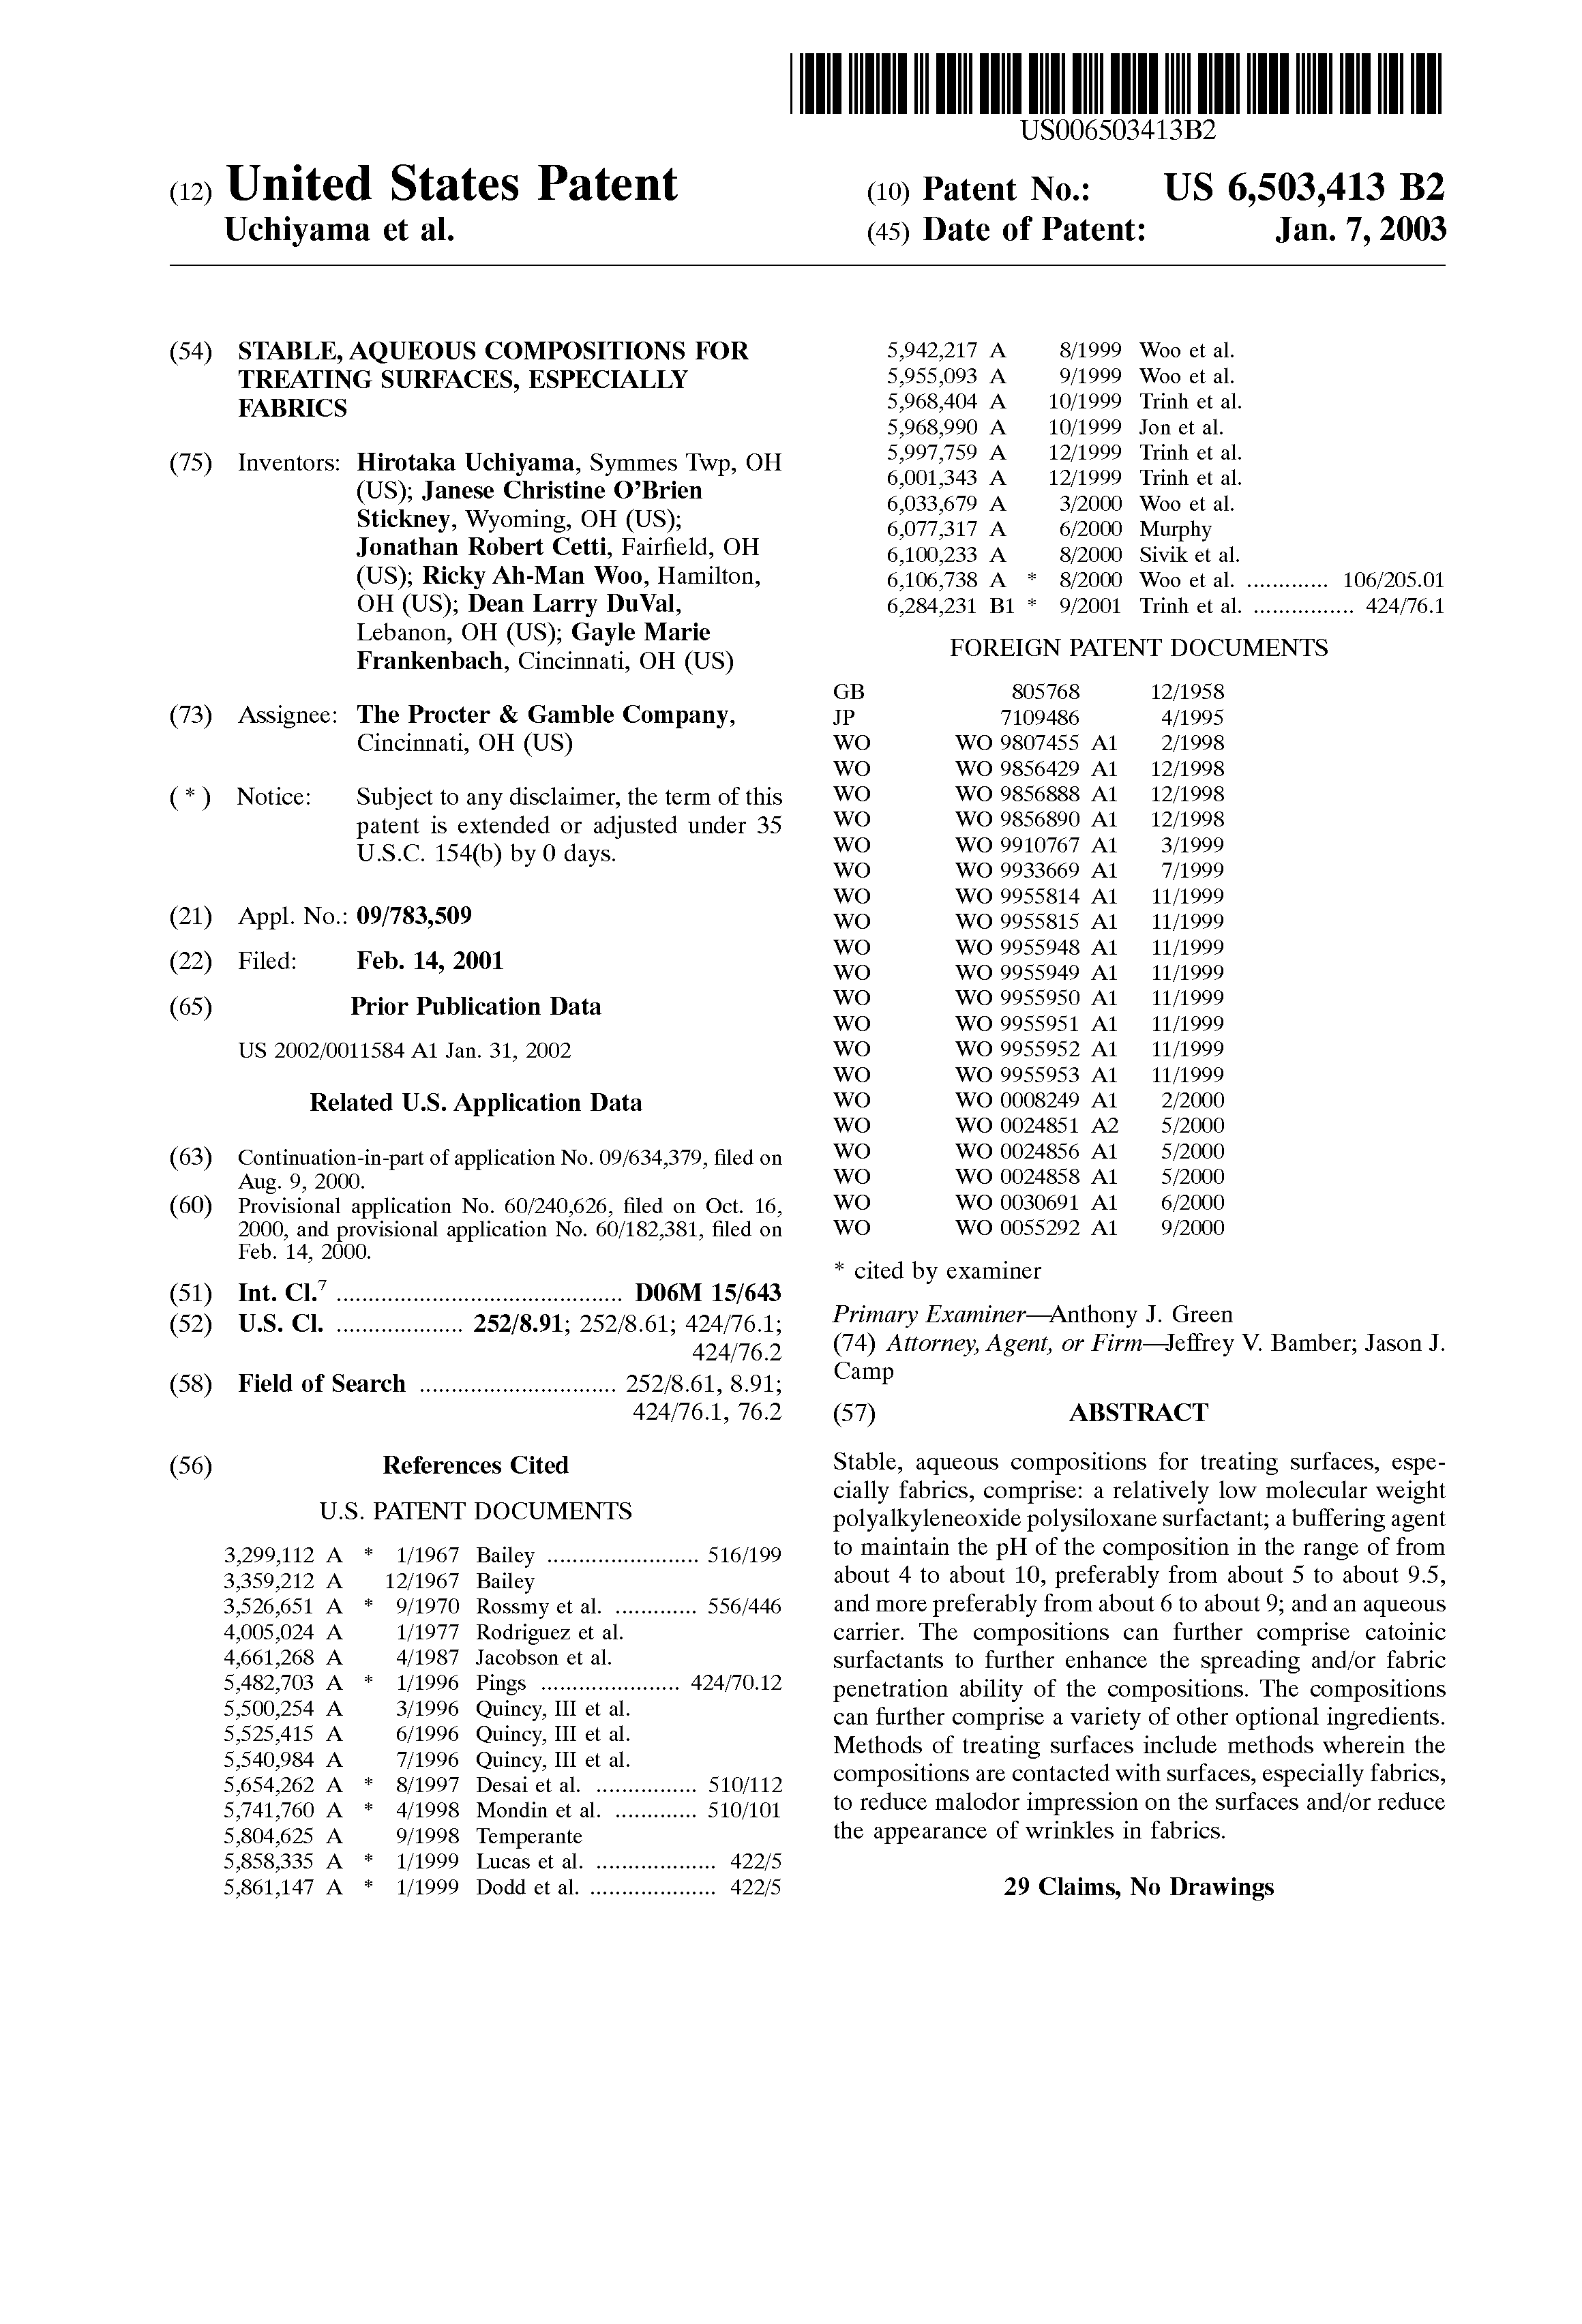 US006503413B2
(12) United States Patent
Uchiyama et al.
(10) Patent No.: US 6,503,413 B2
(45) Date of Patent: Jan. 7, 2003
(54) STABLE, AQUEOUS COMPOSITIONS FOR
TREATING SURFACES, ESPECIALLY
FABRICS
(75) Inventors: Hirotaka Uchiyama, Symmes Twp, OH
(US); Janese Christine O’Brien
Stickney, Wyoming, OH (US);
Jonathan Robert Cetti, Fairfield, OH
(US); Ricky Ah-Man Woo, Hamilton,
OH (US); Dean Larry DuVal,
Lebanon, OH (US); Gayle Marie
Frankenbach, Cincinnati, OH (US)
(73) Assignee: The Procter & Gamble Company,
Cincinnati, OH (US)
( * ) Notice: Subject to any disclaimer, the term of this
patent is extended or adjusted under 35
U.S.C. 154(b) by 0 days.
(21) Appl. No.: 09/783,509
(22) Filed: Feb. 14, 2001
(65) Prior Publication Data
US 2002/0011584 A1 Jan. 31, 2002
Related U.S. Application Data
(63) Continuation-in-part of application No. 09/634,379, filed on
Aug. 9, 2000.
(60) Provisional application No. 60/240,626, filed on Oct. 16,
2000, and provisional application No. 60/182,381, filed on
Feb. 14, 2000.
(51) Int. Cl.7 ............................................. D06M 15/643
(52) U.S. Cl. .................... 252/8.91; 252/8.61; 424/76.1;
424/76.2
(58) Field of Search ............................... 252/8.61, 8.91;
424/76.1, 76.2
(56) References Cited
U.S. PATENT DOCUMENTS
3,299,112 A * 1/1967 Bailey ........................ 516/199
3,359,212 A 12/1967 Bailey
3,526,651 A * 9/1970 Rossmy et al. ............. 556/446
4,005,024 A 1/1977 Rodriguez et al.
4,661,268 A 4/1987 Jacobson et al.
5,482,703 A * 1/1996 Pings ...................... 424/70.12
5,500,254 A 3/1996 Quincy, III et al.
5,525,415 A 6/1996 Quincy, III et al.
5,540,984 A 7/1996 Quincy, III et al.
5,654,262 A * 8/1997 Desai et al. ................ 510/112
5,741,760 A * 4/1998 Mondin et al. ............. 510/101
5,804,625 A 9/1998 Temperante
5,858,335 A * 1/1999 Lucas et al. ................... 422/5
5,861,147 A * 1/1999 Dodd et al. .................... 422/5
5,942,217 A 8/1999 Woo et al.
5,955,093 A 9/1999 Woo et al.
5,968,404 A 10/1999 Trinh et al.
5,968,990 A 10/1999 Jon et al.
5,997,759 A 12/1999 Trinh et al.
6,001,343 A 12/1999 Trinh et al.
6,033,679 A 3/2000 Woo et al.
6,077,317 A 6/2000 Murphy
6,100,233 A 8/2000 Sivik et al.
6,106,738 A * 8/2000 Woo et al. ............. 106/205.01
6,284,231 B1 * 9/2001 Trinh et al. ................ 424/76.1
FOREIGN PATENT DOCUMENTS
GB 805768 12/1958
JP 7109486 4/1995
WO WO 9807455 A1 2/1998
WO WO 9856429 A1 12/1998
WO WO 9856888 A1 12/1998
WO WO 9856890 A1 12/1998
WO WO 9910767 A1 3/1999
WO WO 9933669 A1 7/1999
WO WO 9955814 A1 11/1999
WO WO 9955815 A1 11/1999
WO WO 9955948 A1 11/1999
WO WO 9955949 A1 11/1999
WO WO 9955950 A1 11/1999
WO WO 9955951 A1 11/1999
WO WO 9955952 A1 11/1999
WO WO 9955953 A1 11/1999
WO WO 0008249 A1 2/2000
WO WO 0024851 A2 5/2000
WO WO 0024856 A1 5/2000
WO WO 0024858 A1 5/2000
WO WO 0030691 A1 6/2000
WO WO 0055292 A1 9/2000
* cited by examiner
Primary Examiner—Anthony J. Green
(74) Attorney, Agent, or Firm—Jeffrey V. Bamber; Jason J.
Camp
(57) ABSTRACT
Stable, aqueous compositions for treating surfaces, espe-
cially fabrics, comprise: a relatively low molecular weight
polyalkyleneoxide polysiloxane surfactant; a buffering agent
to maintain the pH of the composition in the range of from
about 4 to about 10, preferably from about 5 to about 9.5,
and more preferably from about 6 to about 9; and an aqueous
carrier. The compositions can further comprise catoinic
surfactants to further enhance the spreading and/or fabric
penetration ability of the compositions. The compositions
can further comprise a variety of other optional ingredients.
Methods of treating surfaces include methods wherein the
compositions are contacted with surfaces, especially fabrics,
to reduce malodor impression on the surfaces and/or reduce
the appearance of wrinkles in fabrics.
29 Claims, No Drawings